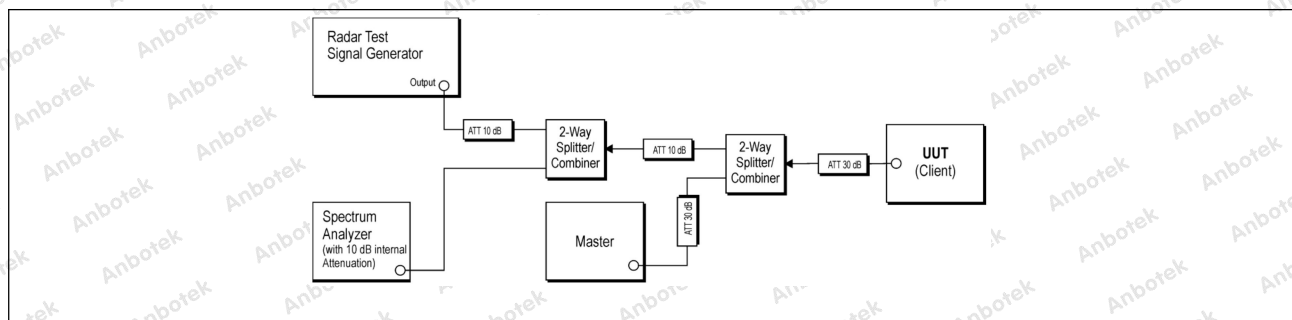 Radar Test
Signal Generator
Output
ATT 10 dB
2-Way
Splitter/
Combiner
ATT 10 dB
2-Way
Splitter/
Combiner
ATT 30 dB
UUT
(Client)
Spectrum
Analyzer
(with 10 dB internal
Attenuation)
Master
ATT 30 dB
Anbotek